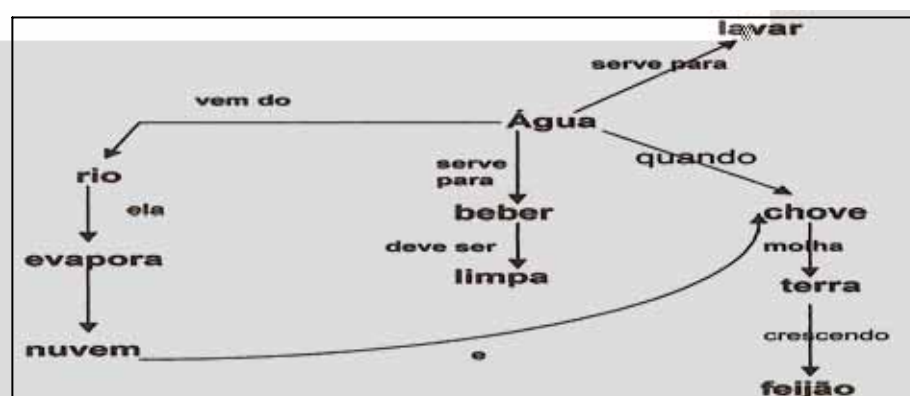 lavar
serve para
vem do
Água
quando
serve
para
rio
ela
beber
chove
deve ser
molha
evapora
limpa
terra
crescendo
nuvem
e
feijão